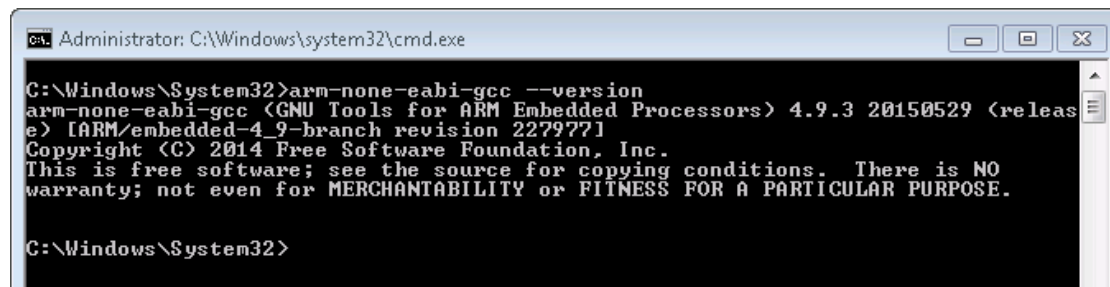 Administrator: C:\Windows\system32\cmd.exe
C:\Windows\System32>arm-none-eabi-gcc --version
arm-none-eabi-gcc (GNU Tools for ARM Embedded Processors) 4.9.3 20150529 (releas
e) [ARM/embedded-4_9-branch revision 227977]
Copyright (C) 2014 Free Software Foundation, Inc.
This is free software; see the source for copying conditions.  There is NO
warranty; not even for MERCHANTABILITY or FITNESS FOR A PARTICULAR PURPOSE.
C:\Windows\System32>